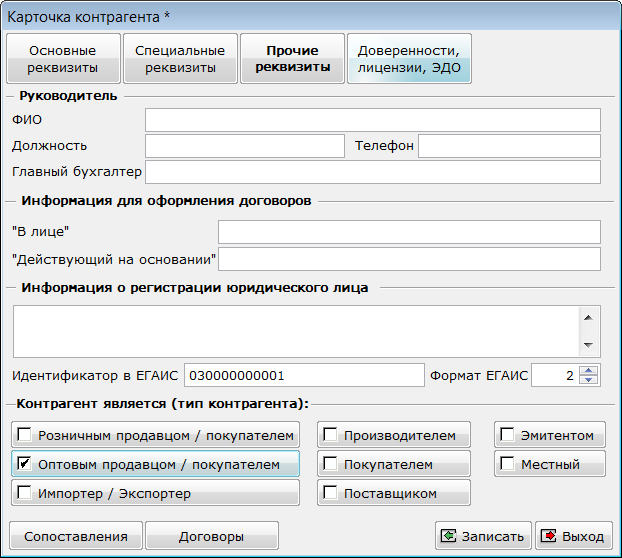 Карточка контрагента *
Основные реквизиты
Специальные реквизиты
Прочие реквизиты
Доверенности, лицензии, ЭДО
Руководитель
ФИО
Должность
Телефон
Главный бухгалтер
Информация для оформления договоров
"В лице"
"Действующий на основании"
Информация о регистрации юридического лица
Идентификатор в ЕГАИС 030000000001 Формат ЕГАИС 2
Контрагент является (тип контрагента):
Розничным продавцом / покупателем Производителем Эмитентом
Оптовым продавцом / покупателем Покупателем Местный
Импортер / Экспортер Поставщиком
Сопоставления Договоры Записать Выход